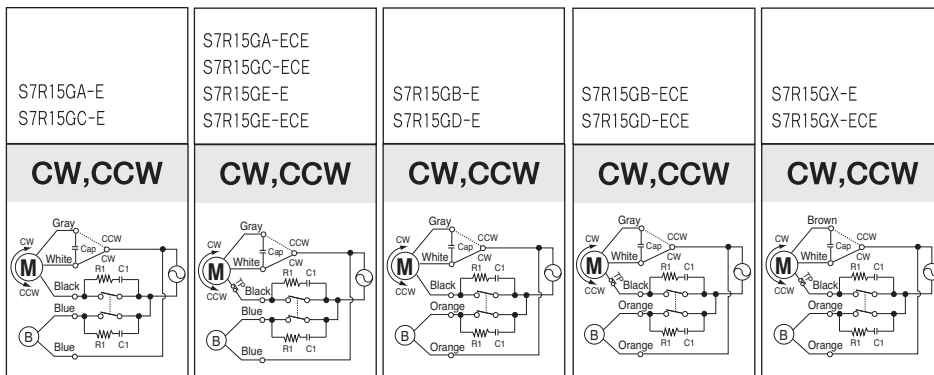 S7R15GA-E
S7R15GC-E
S7R15GA-ECE
S7R15GC-ECE
S7R15GE-E
S7R15GE-ECE
S7R15GB-E
S7R15GD-E
S7R15GB-ECE
S7R15GD-ECE
S7R15GX-E
S7R15GX-ECE
CW,CCW
CW,CCW
CW,CCW
CW,CCW
CW,CCW
Gray
CW
CCW
Cap
M
White
CW
R1 C1
CCW
Black
Blue
B
R1 C1
Blue
Gray
CW
CCW
Cap
M
White
CW
TP
R1 C1
CCW
Black
Blue
B
R1 C1
Blue
Gray
CW
CCW
Cap
M
White
CW
R1 C1
CCW
Black
Orange
B
R1 C1
Orange
Gray
CW
CCW
Cap
M
White
CW
TP
R1 C1
CCW
Black
Orange
B
R1 C1
Orange
Brown
CW
CCW
Cap
M
White
CW
TP
R1 C1
CCW
Black
Orange
B
R1 C1
Orange